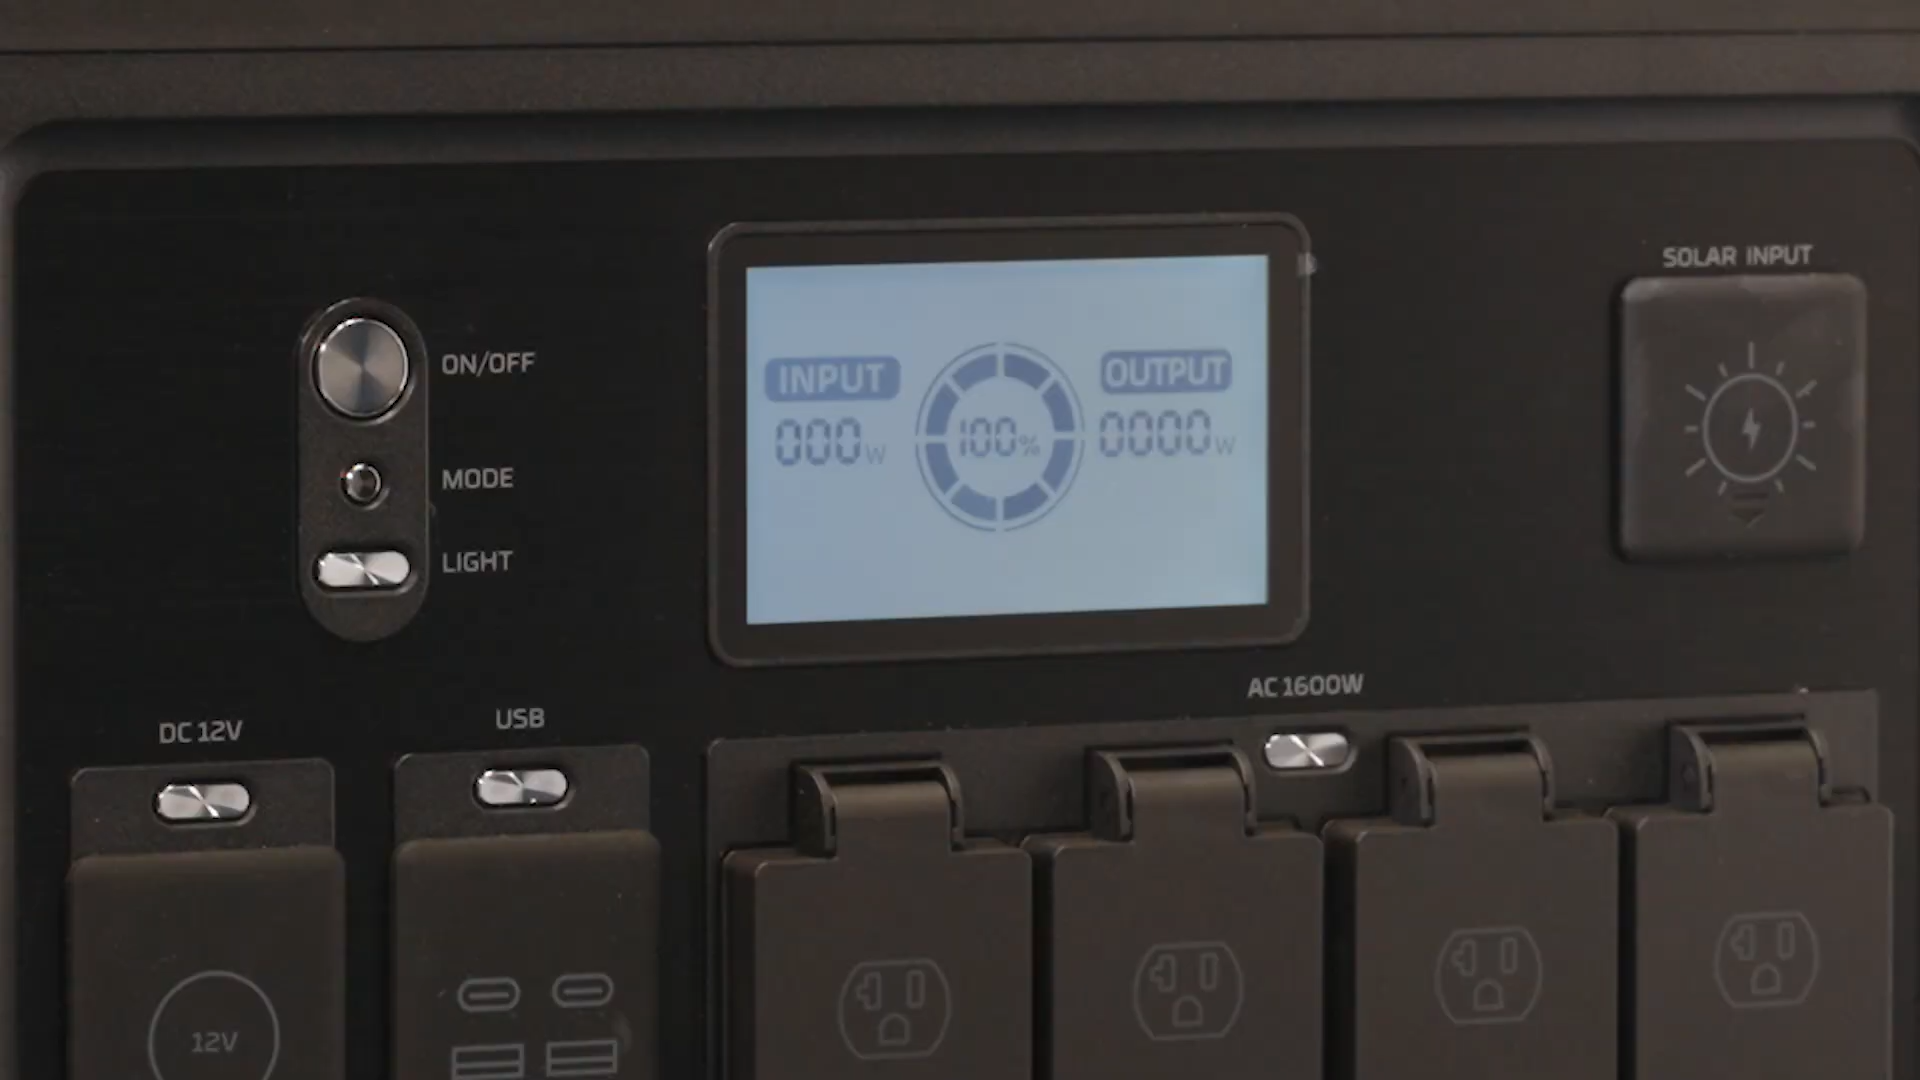 SOLAR INPUT
ON/OFF
MODE
LIGHT
INPUT
000W
100%
OUTPUT
0000W
AC 1600W
DC 12V
USB
12V